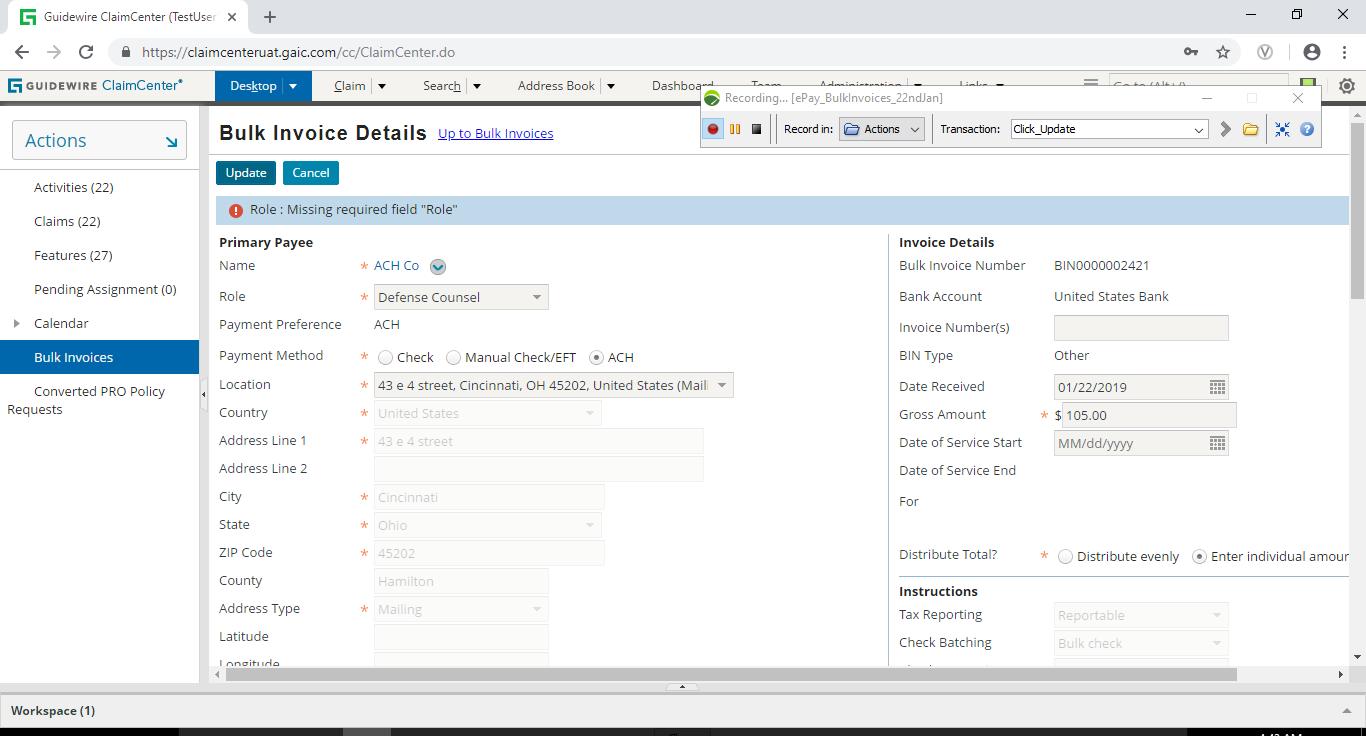 Guidewire ClaimCenter (TestUser
https://claimcenteruat.gaic.com/cc/ClaimCenter.do
GUIDEWIRE ClaimCenter
Desktop
Claim
Search
Address Book
Dashboard
Team
Administration
Links
Go to (Alt+/)
Recording... [ePay_BulkInvoices_22ndJan]
Record in:
Actions
Transaction:
Click_Update
Actions
Activities (22)
Claims (22)
Features (27)
Pending Assignment (0)
Calendar
Bulk Invoices
Converted PRO Policy
Requests
Bulk Invoice Details Up to Bulk Invoices
Update Cancel
Role : Missing required field "Role"
Primary Payee
Name * ACH Co
Role * Defense Counsel
Payment Preference ACH
Payment Method * Check Manual Check/EFT ACH
Location * 43 e 4 street, Cincinnati, OH 45202, United States (Maili
Country * United States
Address Line 1 * 43 e 4 street
Address Line 2
City * Cincinnati
State * Ohio
ZIP Code * 45202
County Hamilton
Address Type * Mailing
Latitude
Longitude
Invoice Details
Bulk Invoice Number BIN0000002421
Bank Account United States Bank
Invoice Number(s)
BIN Type Other
Date Received 01/22/2019
Gross Amount * $ 105.00
Date of Service Start MM/dd/yyyy
Date of Service End
For
Distribute Total? * Distribute evenly Enter individual amour
Instructions
Tax Reporting Reportable
Check Batching Bulk check
Workspace (1)